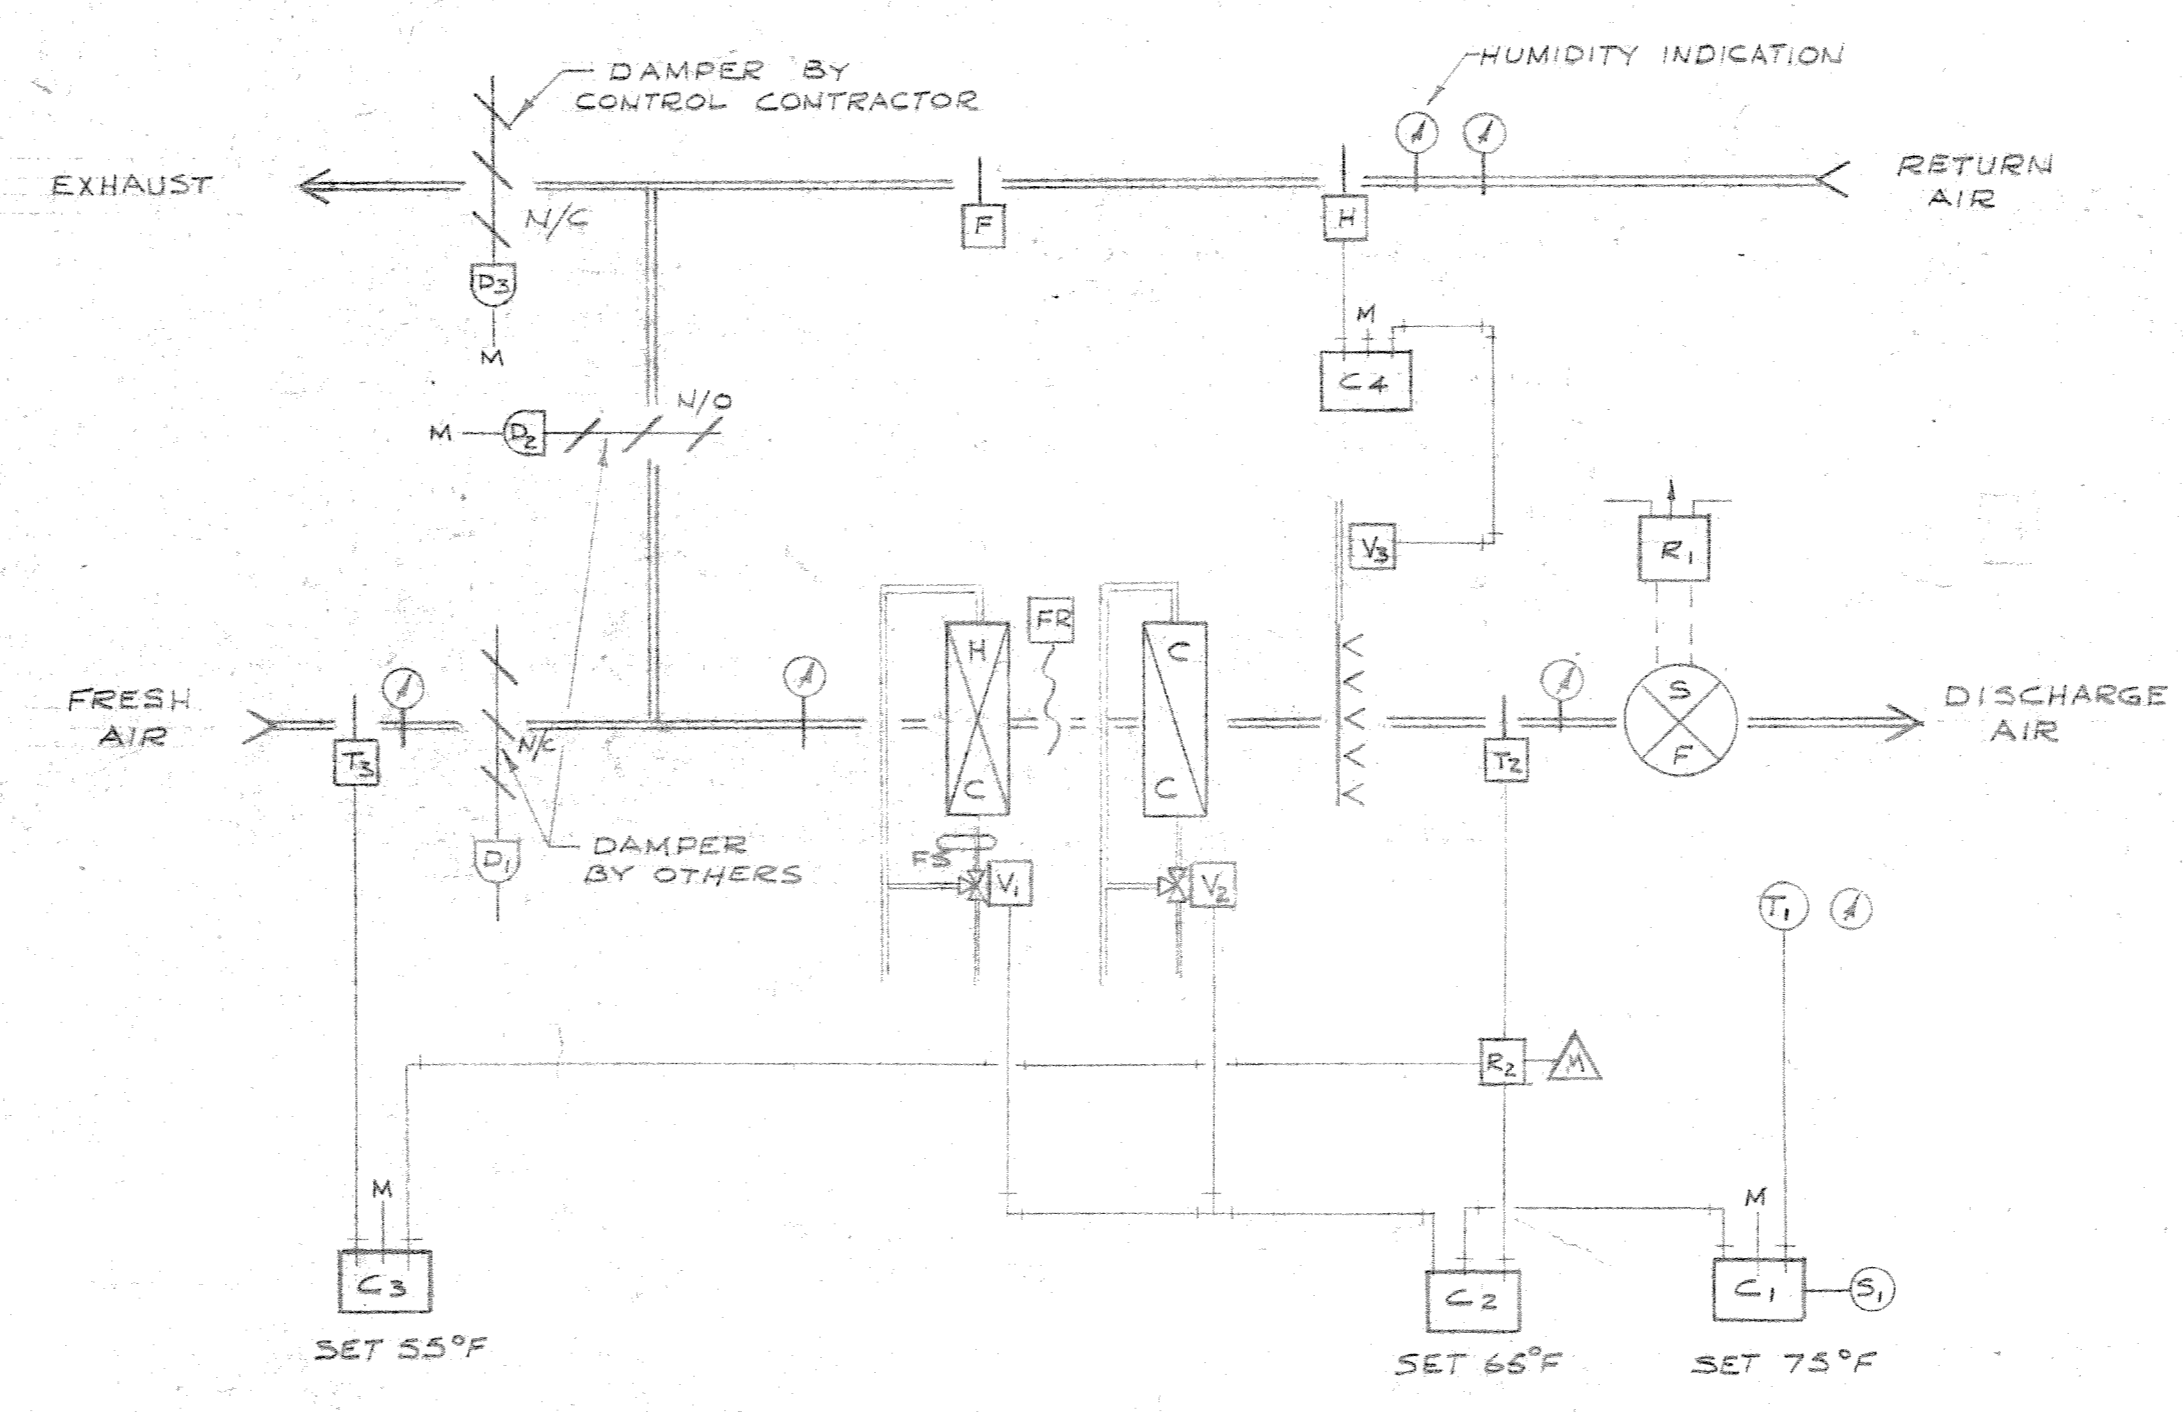 HUMIDITY INDICATION
DAMPER BY
CONTROL CONTRACTOR
EXHAUST
N/C
F
H
RETURN
AIR
D3
M
M
C4
N/O
M
D2
V3
R1
FR
H
C
S
FRESH
AIR
T3
N/C
DISCHARGE
AIR
T2
F
C
C
DAMPER
BY OTHERS
D1
FS
V1
V2
T1
R2
M
M
M
C3
C2
C1
S1
SET 55°F
SET 65°F
SET 75°F